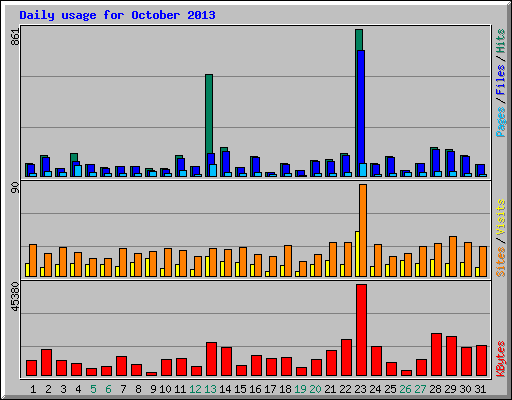 Daily usage for October 2013
861
Pages/Files/Hits
90
Sites/Visits
45380
KBytes
1 2 3 4 5 6 7 8 9 10 11 12 13 14 15 16 17 18 19 20 21 22 23 24 25 26 27 28 29 30 31